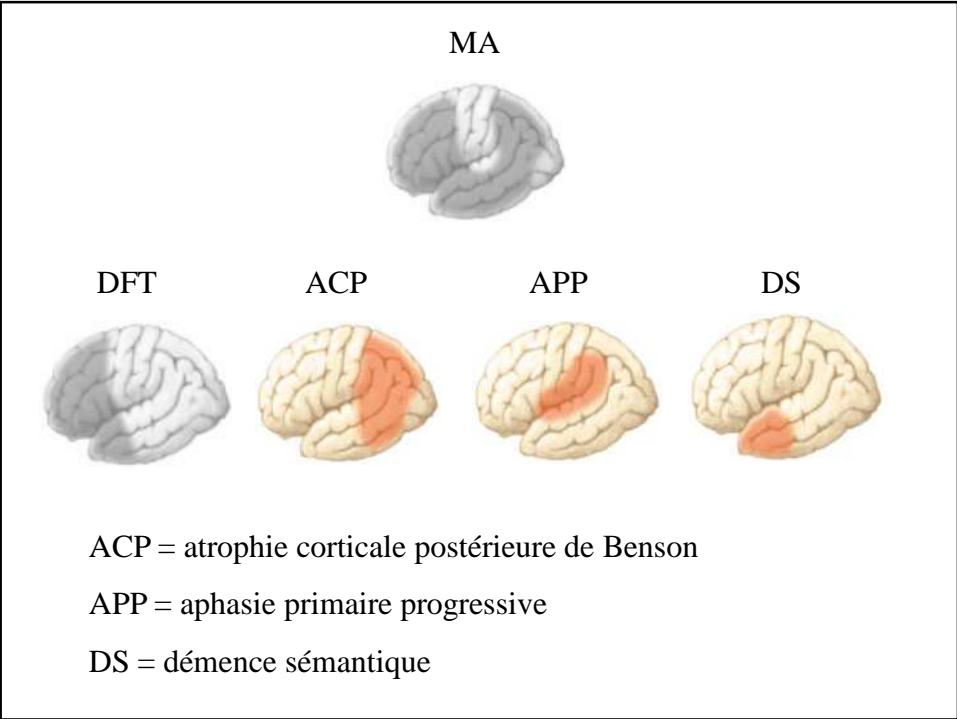 MA
DFT ACP APP DS
ACP = atrophie corticale postérieure de Benson
APP = aphasie primaire progressive
DS = démence sémantique